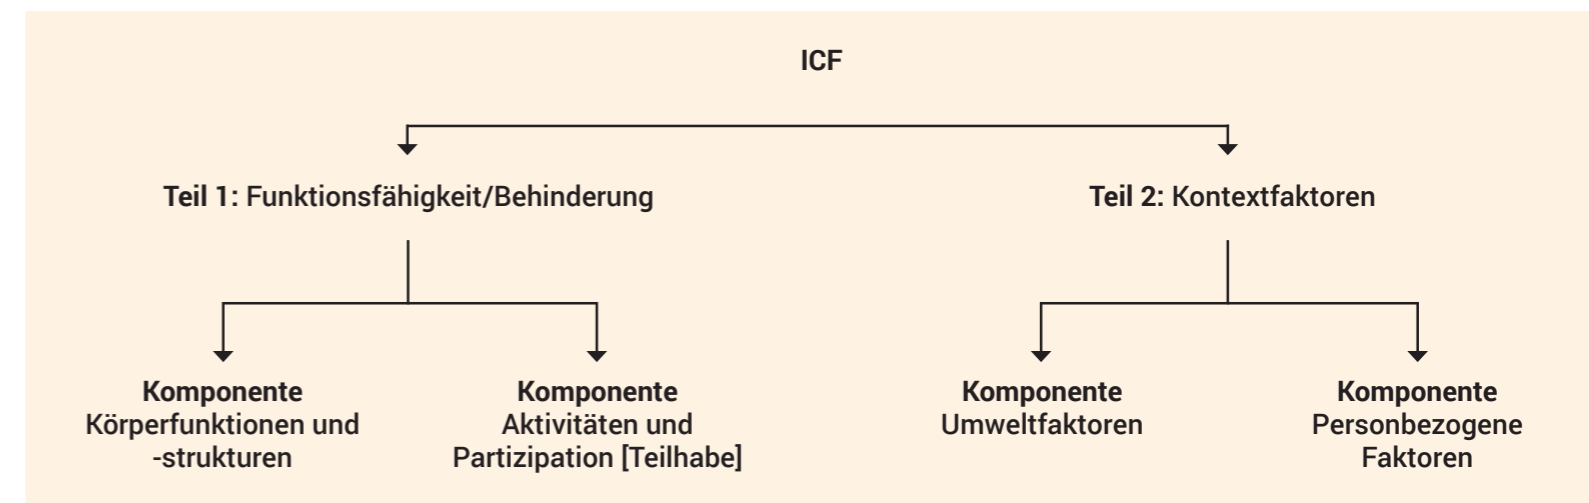 ICF
Teil 1: Funktionsfähigkeit/Behinderung
Teil 2: Kontextfaktoren
Komponente
Körperfunktionen und
-strukturen
Komponente
Aktivitäten und
Partizipation [Teilhabe]
Komponente
Umweltfaktoren
Komponente
Personbezogene
Faktoren